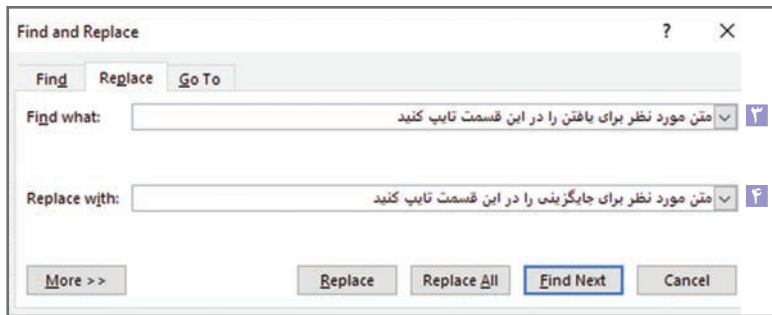 Find and Replace ? X
Find Replace Go To
Find what: متن مورد نظر برای یافتن را در این قسمت تایپ کنید ۳
Replace with: متن مورد نظر برای جایگزینی را در این قسمت تایپ کنید ۴
More >> Replace Replace All Find Next Cancel